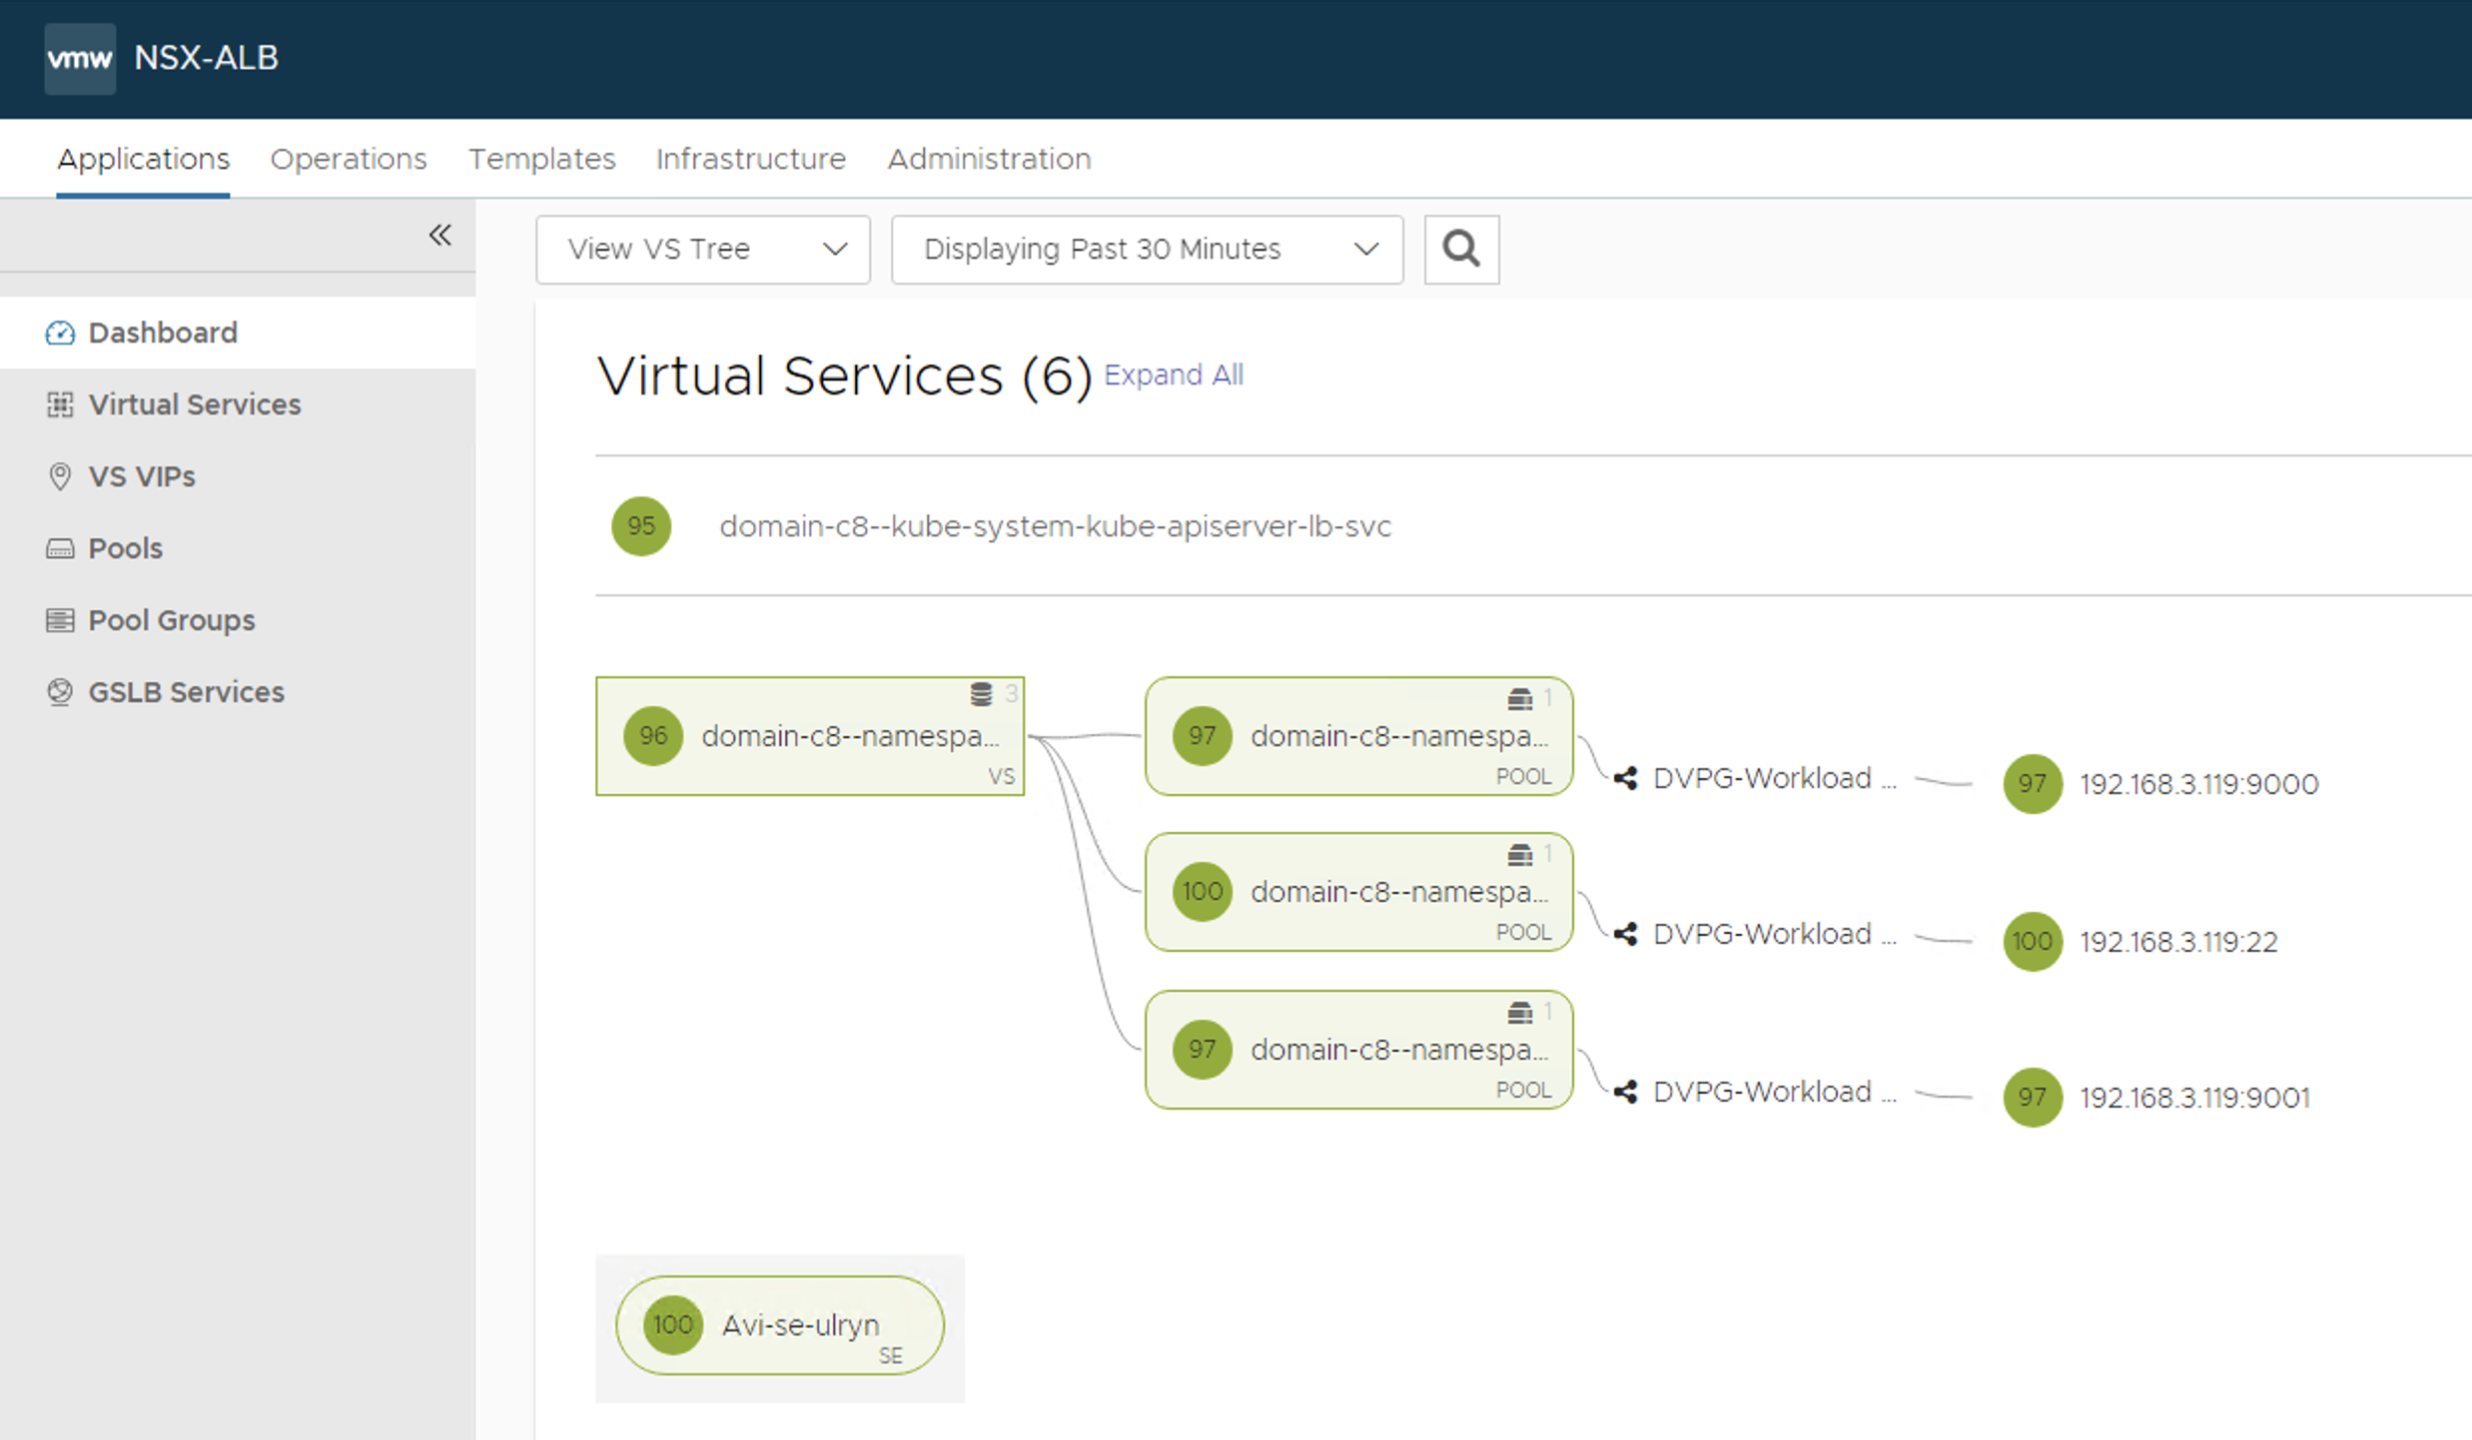 vmw NSX-ALB
Applications Operations Templates Infrastructure Administration
View VS Tree Displaying Past 30 Minutes
Dashboard
Virtual Services
VS VIPs
Pools
Pool Groups
GSLB Services
Virtual Services (6) Expand All
95 domain-c8--kube-system-kube-apiserver-lb-svc
3
96 domain-c8--namespa...
VS
1
97 domain-c8--namespa...
POOL
DVPG-Workload ... 97 192.168.3.119:9000
1
100 domain-c8--namespa...
POOL
DVPG-Workload ... 100 192.168.3.119:22
1
97 domain-c8--namespa...
POOL
DVPG-Workload ... 97 192.168.3.119:9001
100 Avi-se-ulryn
SE